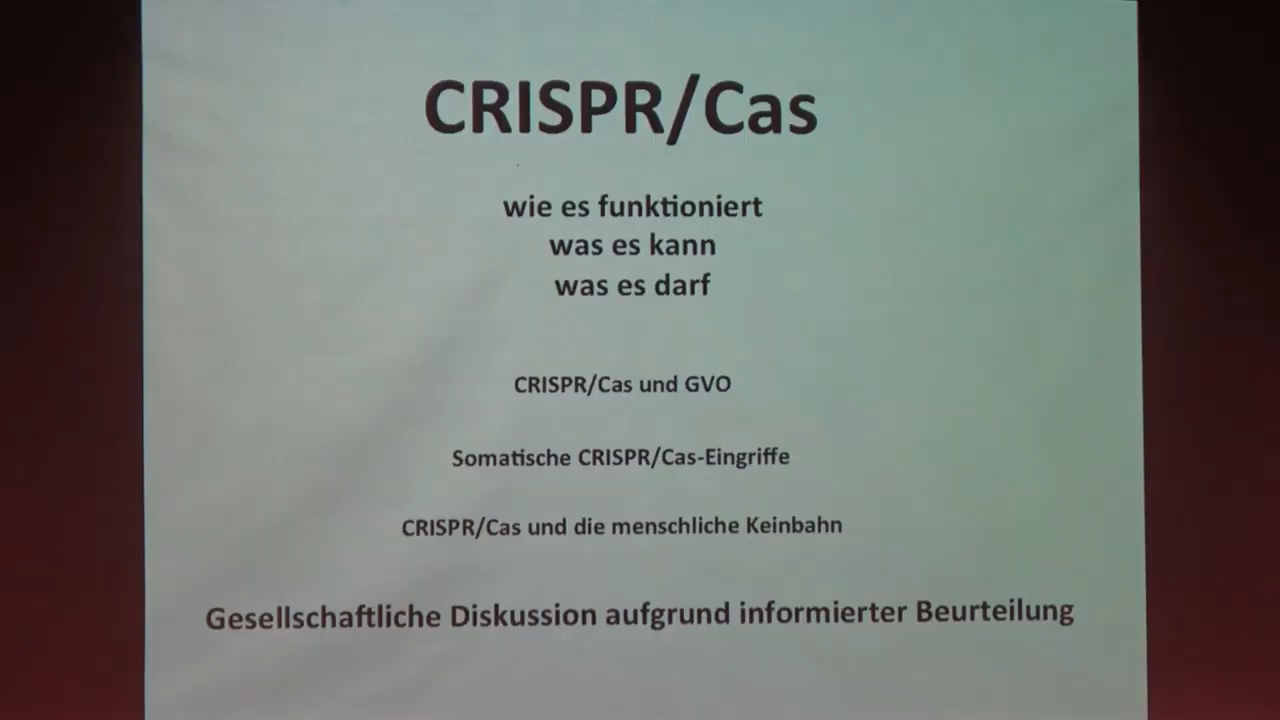 CRISPR/Cas
wie es funktioniert
was es kann
was es darf
CRISPR/Cas und GVO
Somatische CRISPR/Cas-Eingriffe
CRISPR/Cas und die menschliche Keinbahn
Gesellschaftliche Diskussion aufgrund informierter Beurteilung